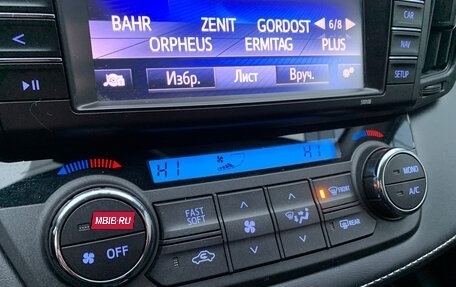 ВАНR ZENIT GORDOST 6/8
ORPHEUS ERMITAG PLUS
Избр. Лист Вруч.
CAR
NAV
SETUP
HI HI
MONO
A/C
FAST
SOFT
FRONT
REAR
OFF
MBIB·RU